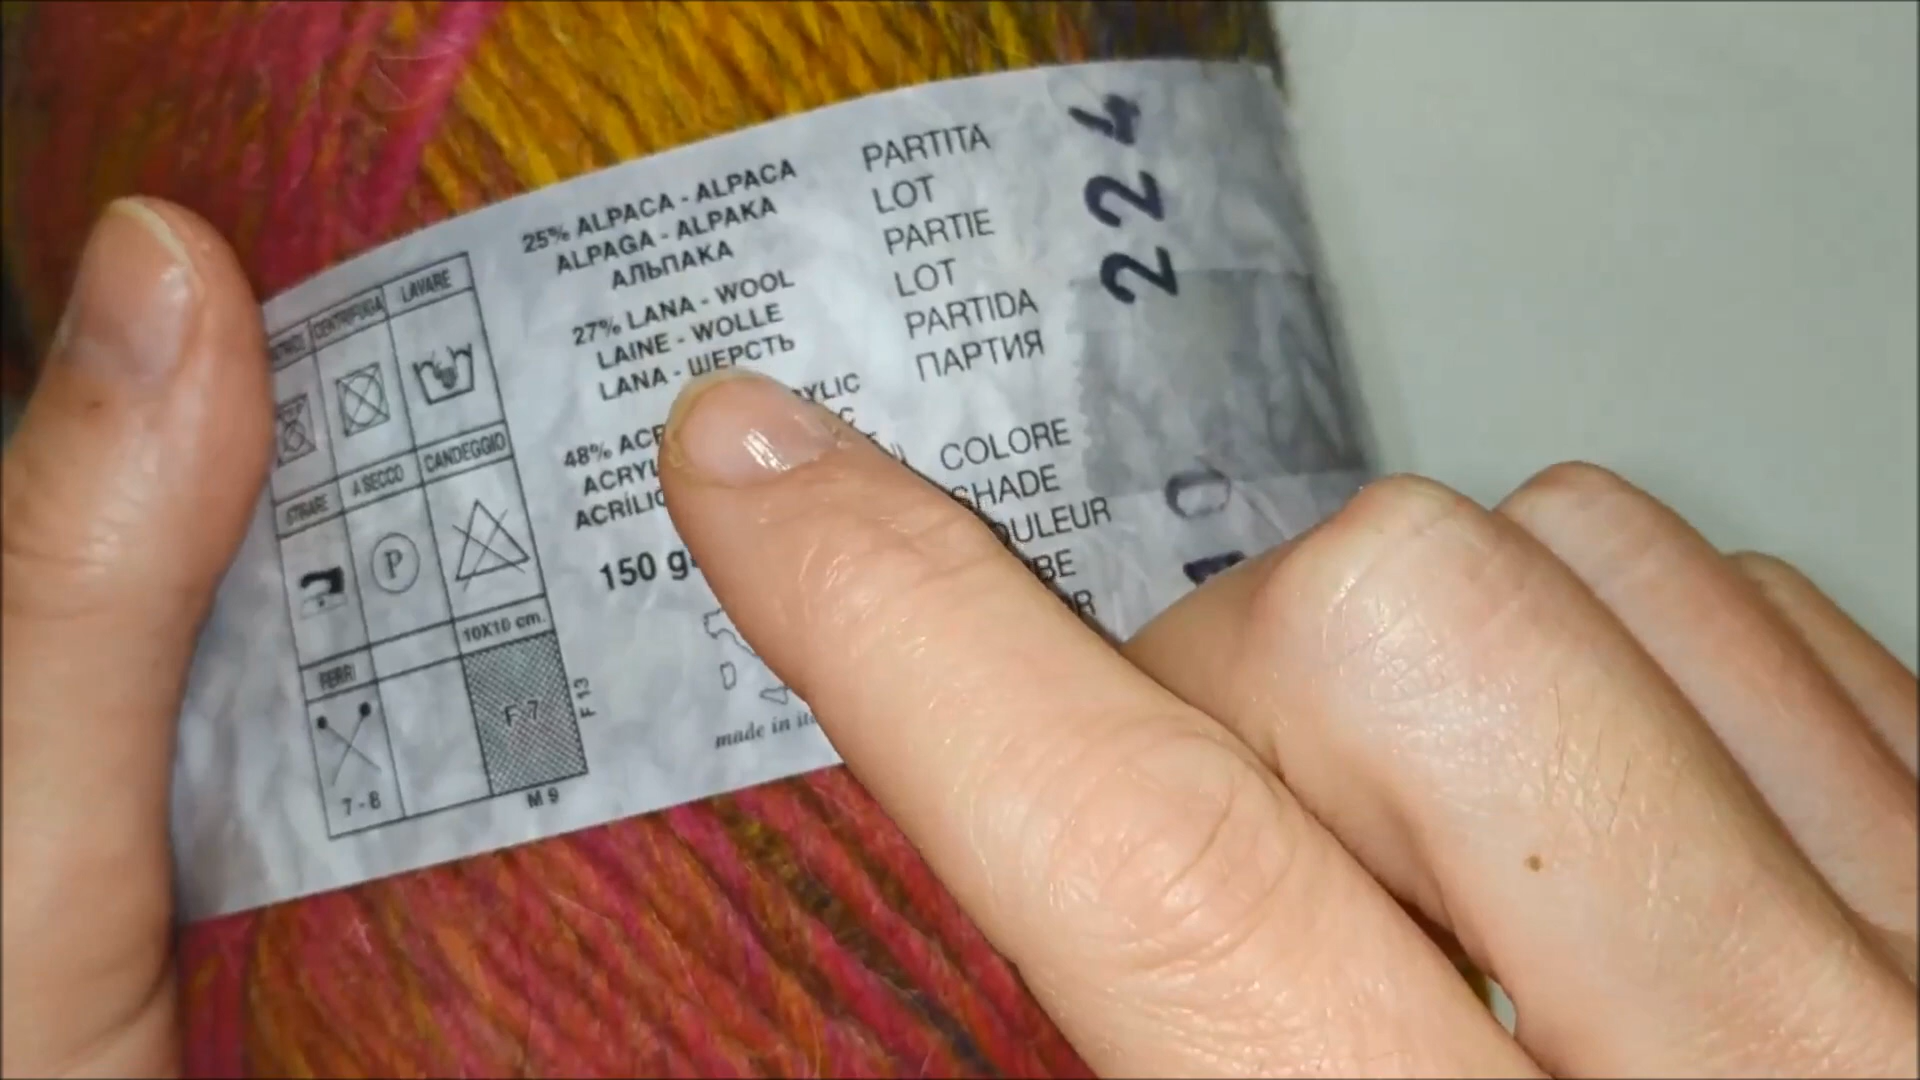 CENTRIFUGA
LAVARE
STIRARE
A SECCO
CANDEGGIO
P
FERRI
10X10 cm.
7 - 8
F 7
F 13
M 9
25% ALPACA - ALPACA
ALPAGA - ALPAKA
АЛЬПАКА
27% LANA - WOOL
LAINE - WOLLE
LANA - ШЕРСТЬ
48%
150
made in
PARTITA
LOT
PARTIE
LOT
PARTIDA
ПАРТИЯ
224
COLORE
SHADE